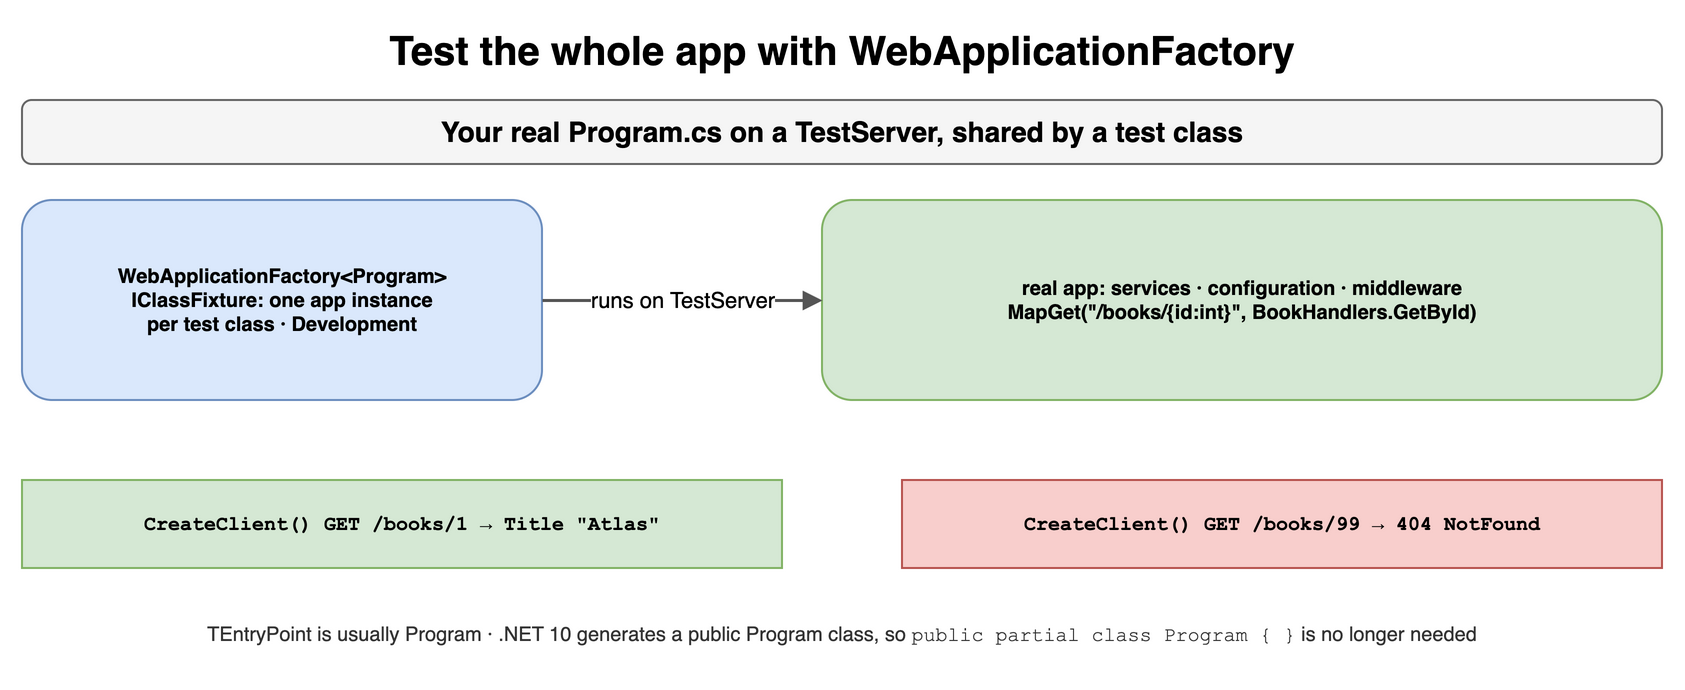 Test the whole app with WebApplicationFactory
Your real Program.cs on a TestServer, shared by a test class
WebApplicationFactory<Program>
IClassFixture: one app instance
per test class · Development
runs on TestServer
real app: services · configuration · middleware
MapGet("/books/{id:int}", BookHandlers.GetById)
CreateClient() GET /books/1 → Title "Atlas"
CreateClient() GET /books/99 → 404 NotFound
TEntryPoint is usually Program · .NET 10 generates a public Program class, so public partial class Program { } is no longer needed